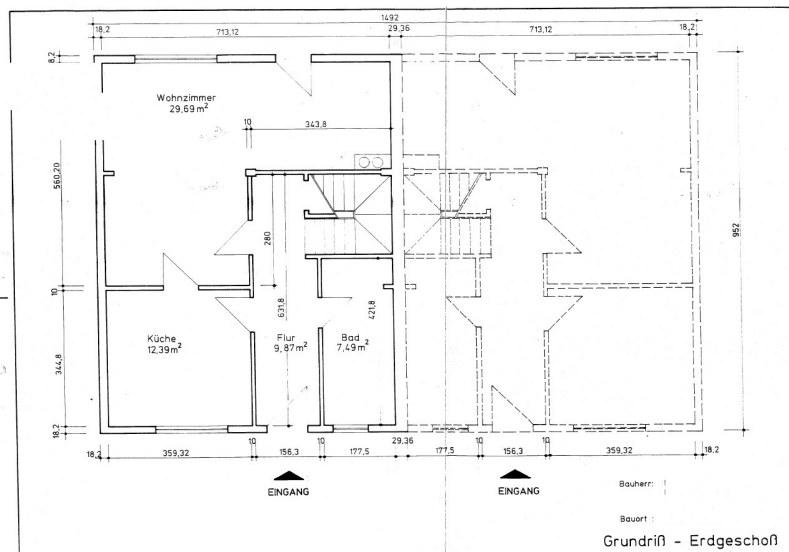 1492
18,2 713,12 29,36 713,12 18,2
8,2
Wohnzimmer
29,69 m²
10 343,8
560,20
280
952
631,8
421,8
10
Küche
12,39 m²
Flur
9,87 m²
Bad
7,49 m²
344,8
18,2
18,2 359,32 10 156,3 10 177,5 29,36 177,5 10 156,3 10 359,32 18,2
EINGANG EINGANG
Bauherr:
Bauort :
Grundriß - Erdgeschoß